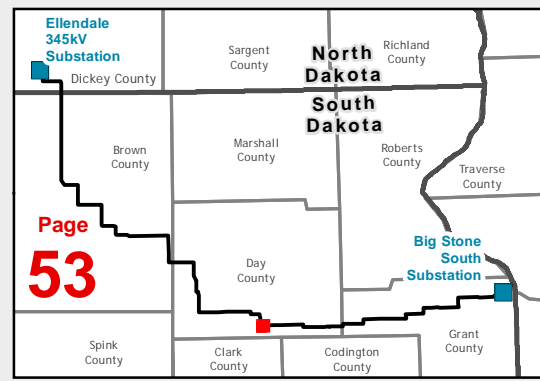 Ellendale
345kV
Substation
Dickey County
Sargent
County
North
Dakota
Richland
County
South
Dakota
Brown
County
Marshall
County
Roberts
County
Traverse
County
Page
53
Big Stone
South
Substation
Day
County
Grant
County
Spink
County
Clark
County
Codington
County